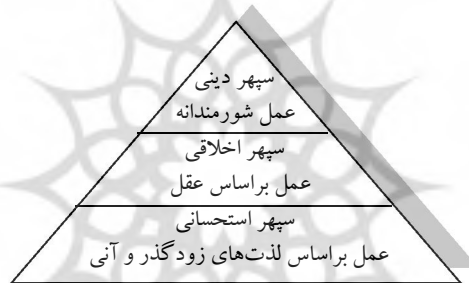 سپهر دینی
عمل شورمندانه
سپهر اخلاقی
عمل براساس عقل
سپهر استحسانی
عمل براساس لذت‌های زودگذر و آنی